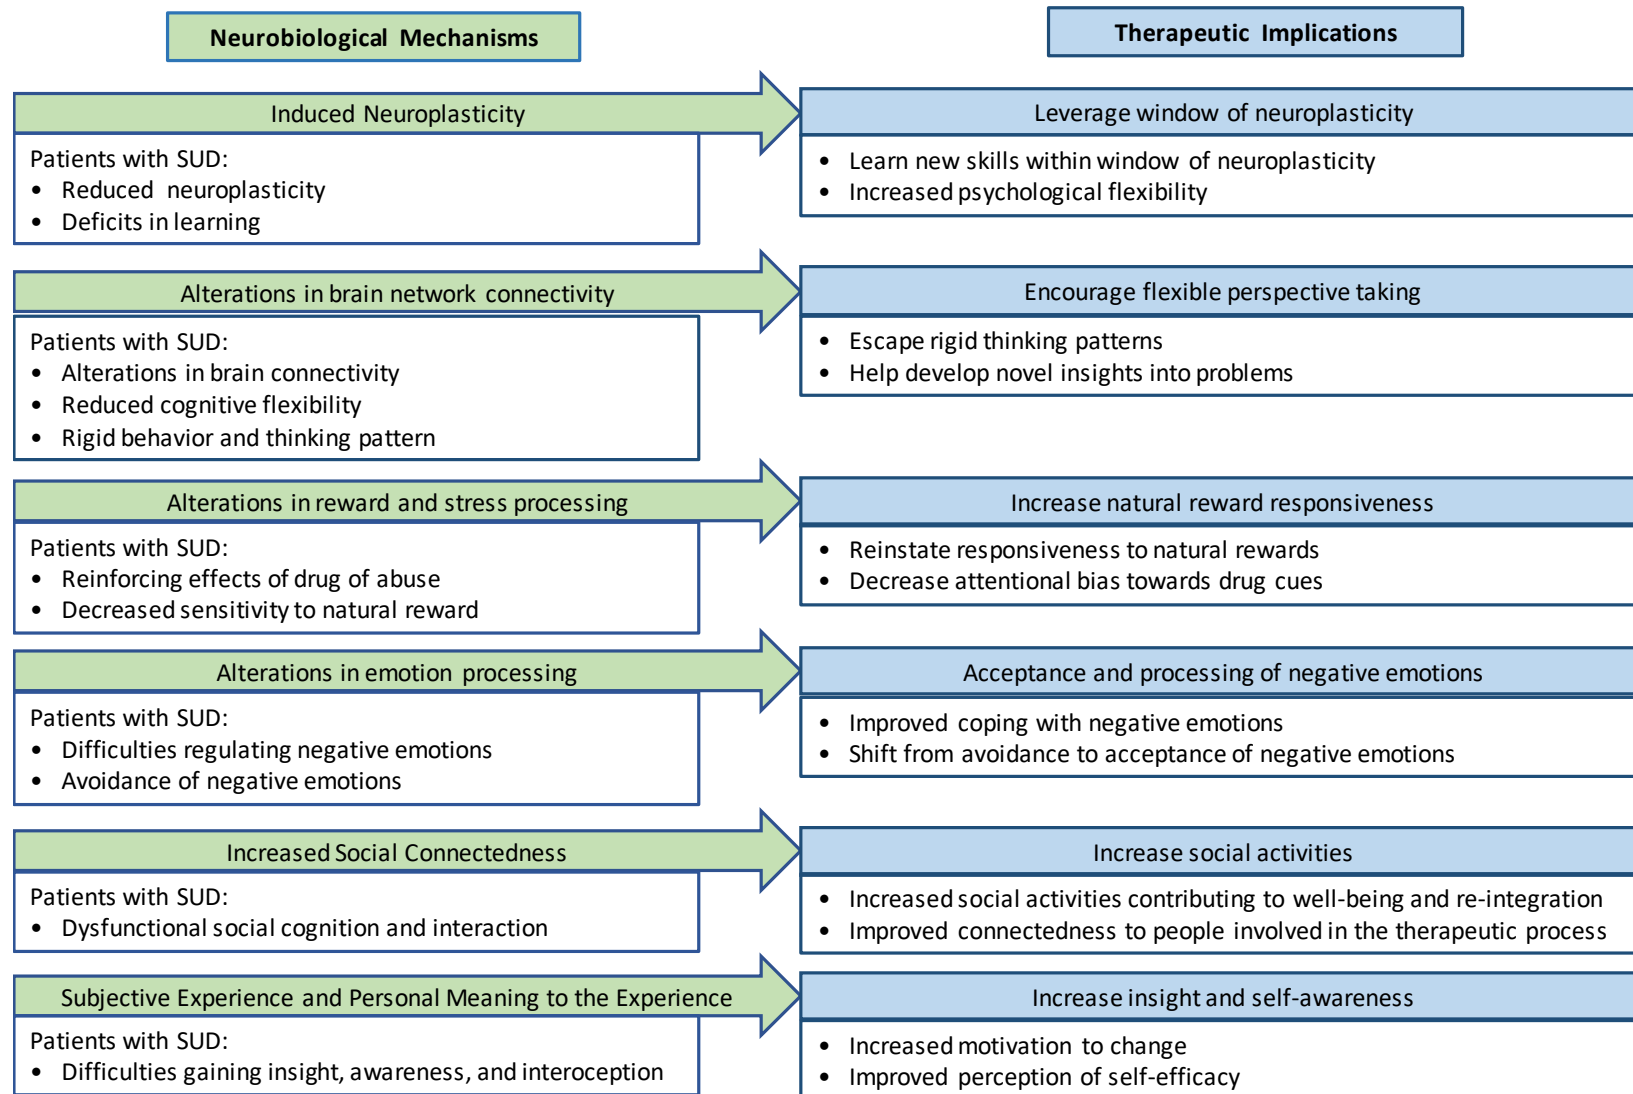 Neurobiological Mechanisms
Therapeutic Implications
Induced Neuroplasticity
Leverage window of neuroplasticity
Patients with SUD:
• Reduced neuroplasticity
• Deficits in learning
• Learn new skills within window of neuroplasticity
• Increased psychological flexibility
Alterations in brain network connectivity
Encourage flexible perspective taking
Patients with SUD:
• Alterations in brain connectivity
• Reduced cognitive flexibility
• Rigid behavior and thinking pattern
• Escape rigid thinking patterns
• Help develop novel insights into problems
Alterations in reward and stress processing
Increase natural reward responsiveness
Patients with SUD:
• Reinforcing effects of drug of abuse
• Decreased sensitivity to natural reward
• Reinstate responsiveness to natural rewards
• Decrease attentional bias towards drug cues
Alterations in emotion processing
Acceptance and processing of negative emotions
Patients with SUD:
• Difficulties regulating negative emotions
• Avoidance of negative emotions
• Improved coping with negative emotions
• Shift from avoidance to acceptance of negative emotions
Increased Social Connectedness
Increase social activities
Patients with SUD:
• Dysfunctional social cognition and interaction
• Increased social activities contributing to well-being and re-integration
• Improved connectedness to people involved in the therapeutic process
Subjective Experience and Personal Meaning to the Experience
Increase insight and self-awareness
Patients with SUD:
• Difficulties gaining insight, awareness, and interoception
• Increased motivation to change
• Improved perception of self-efficacy